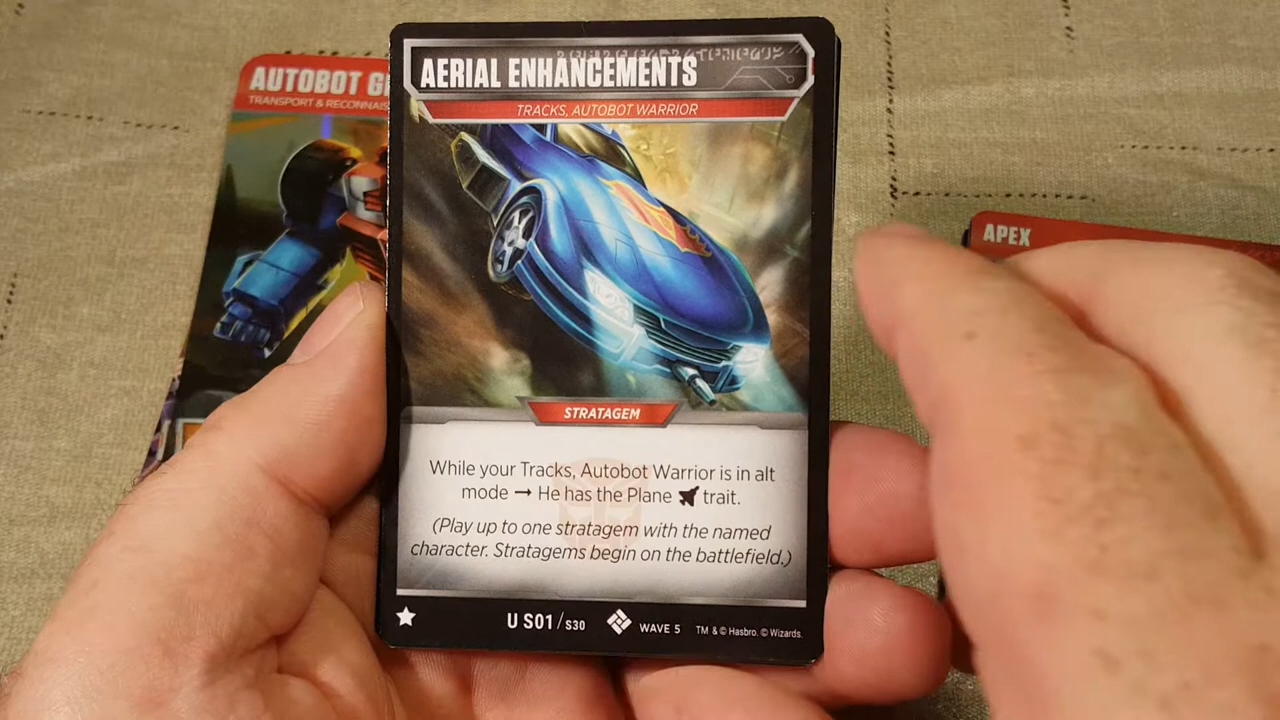 AERIAL ENHANCEMENTS
TRACKS, AUTOBOT WARRIOR
STRATAGEM
While your Tracks, Autobot Warrior is in alt
mode → He has the Plane trait.
(Play up to one stratagem with the named
character. Stratagems begin on the battlefield.)
U S01/S30 WAVE 5 TM & © Hasbro. © Wizards.
AUTOBOT
TRANSPORT &
APEX